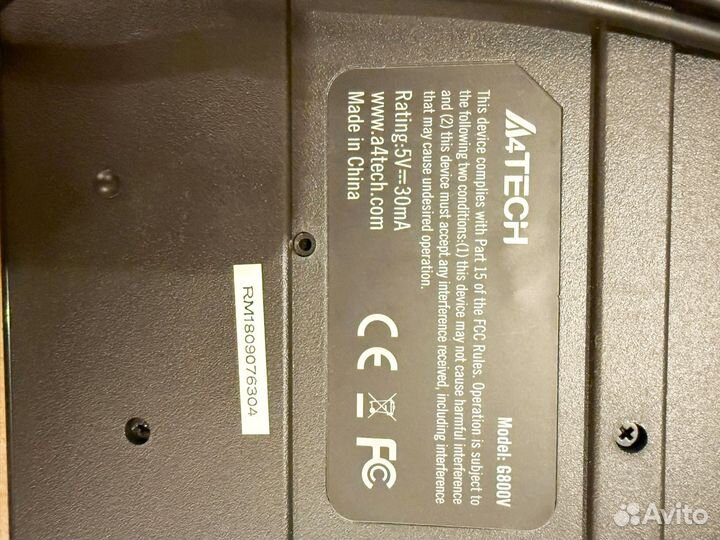 A4TECH
Model: G800V
This device complies with Part 15 of the FCC Rules. Operation is subject to
the following two conditions:(1) this device may not cause harmful interference
and (2) this device must accept any interference received, including interference
that may cause undesired operation.
Rating:5V⎓30mA
www.a4tech.com
Made in China
CE
FC
RM1809076304
Avito